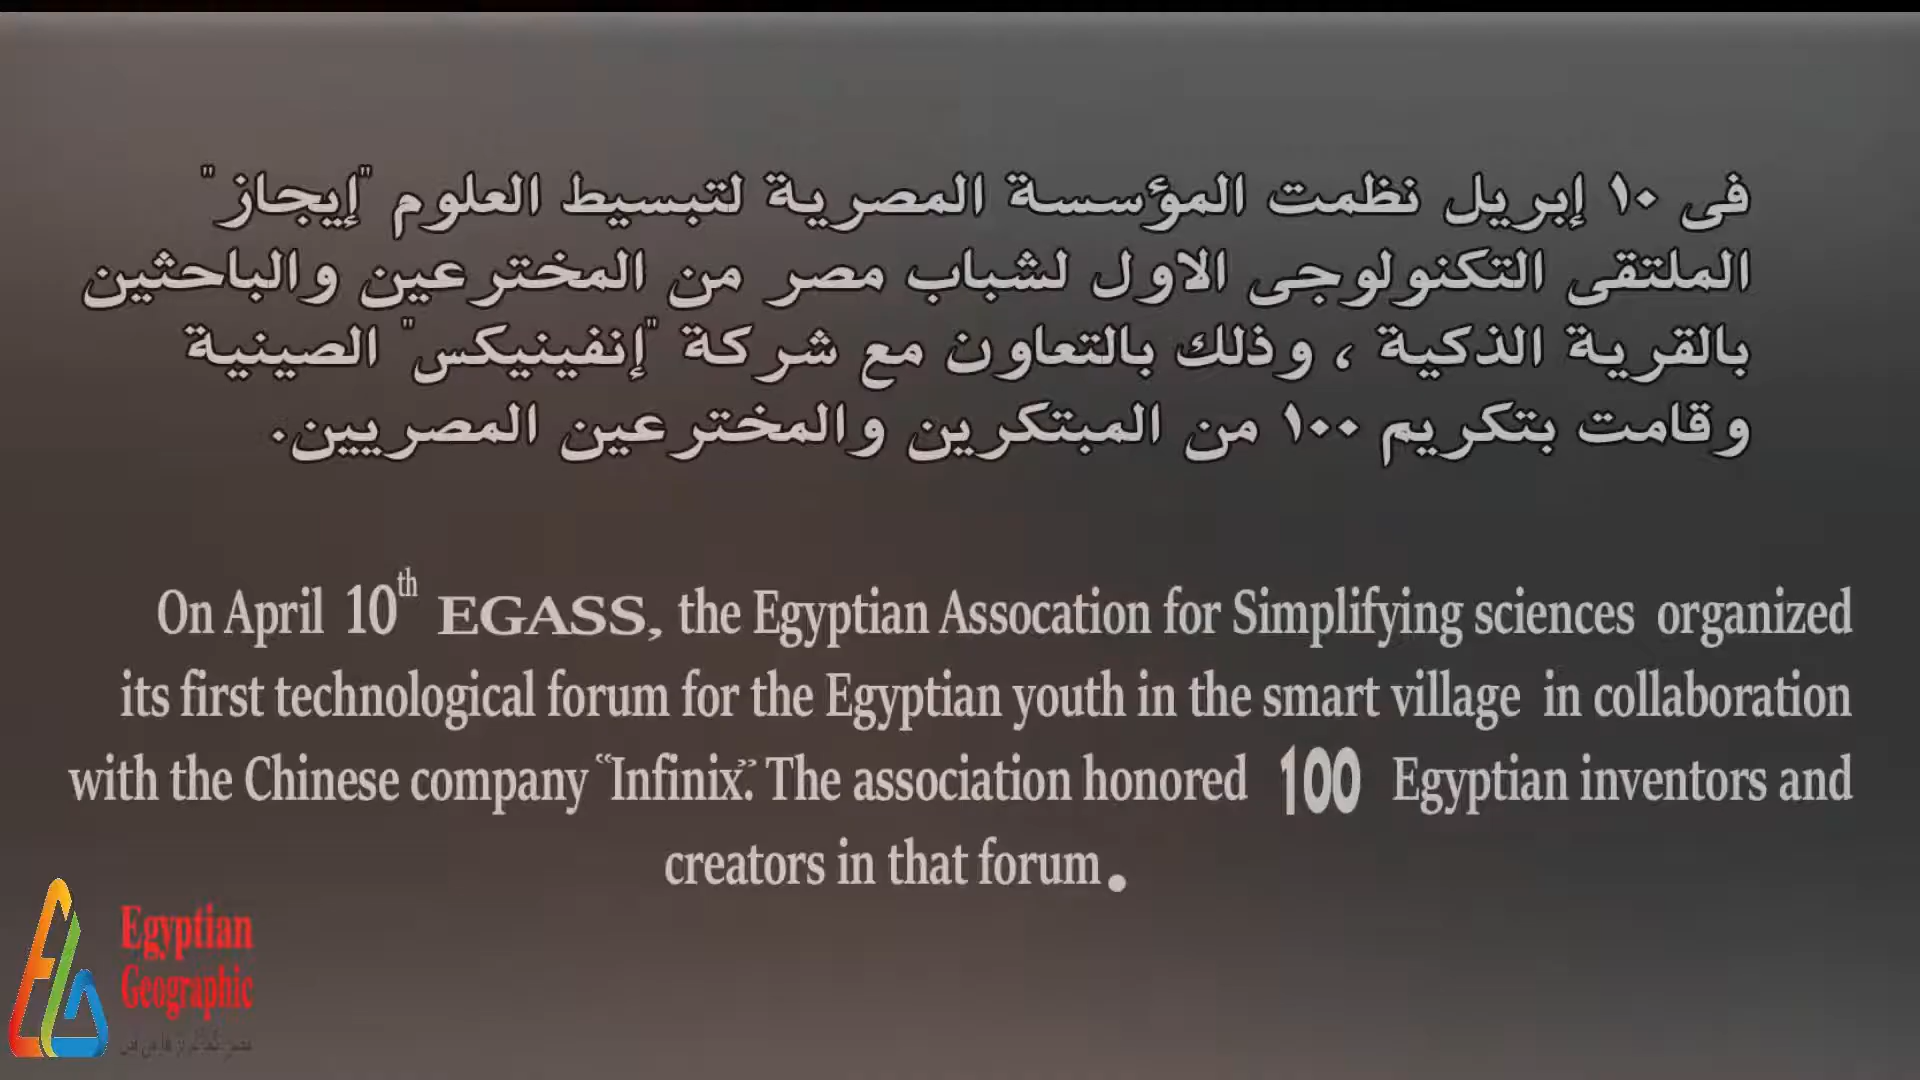 فى ١٠ إبريل نظمت المؤسسة المصرية لتبسيط العلوم "إيجاز"
الملتقى التكنولوجى الاول لشباب مصر من المخترعين والباحثين
بالقرية الذكية ، وذلك بالتعاون مع شركة "إنفينيكس" الصينية
وقامت بتكريم ١٠٠ من المبتكرين والمخترعين المصريين.
On April 10th EGASS, the Egyptian Assocation for Simplifying sciences organized
its first technological forum for the Egyptian youth in the smart village in collaboration
with the Chinese company “Infinix”. The association honored 100 Egyptian inventors and
creators in that forum.
Egyptian
Geographic